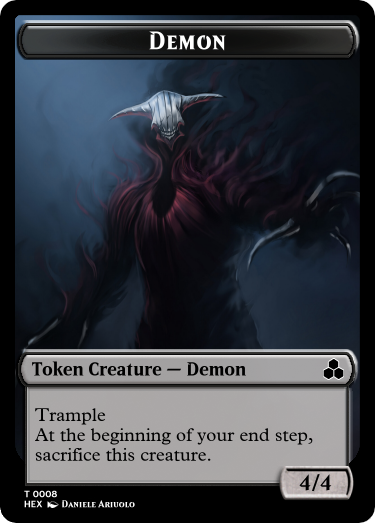 Demon
Token Creature — Demon
Trample
At the beginning of your end step,
sacrifice this creature.
4/4
T 0008
HEX Daniele Ariuolo